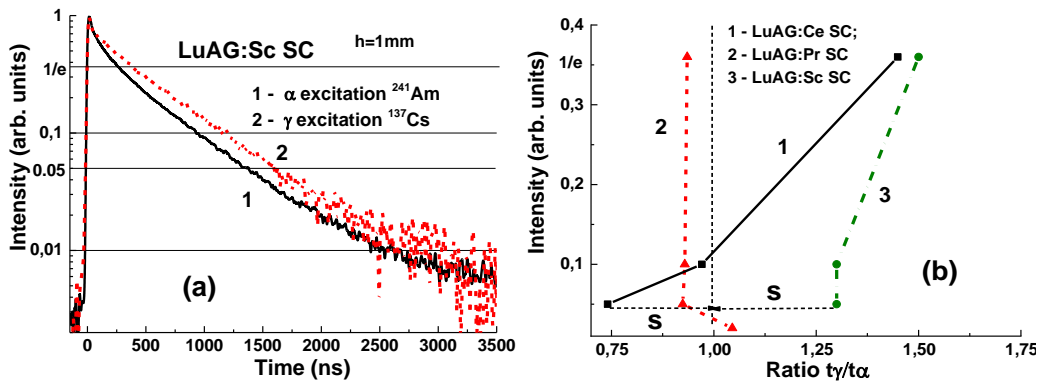 LuAG:Sc SC
h=1mm
1 - α excitation ²⁴¹Am
2 - γ excitation ¹³⁷Cs
2
1
(a)
Intensity (arb. units)
1
1/e
0,1
0.05
0,01
0 500 1000 1500 2000 2500 3000 3500
Time (ns)
1 - LuAG:Ce SC;
2 - LuAG:Pr SC
3 - LuAG:Sc SC
2
1
3
S
S
(b)
Intensity (arb. units)
0,4
1/e
0,3
0,2
0,1
0,75 1,00 1,25 1,50 1,75
Ratio tγ/tα